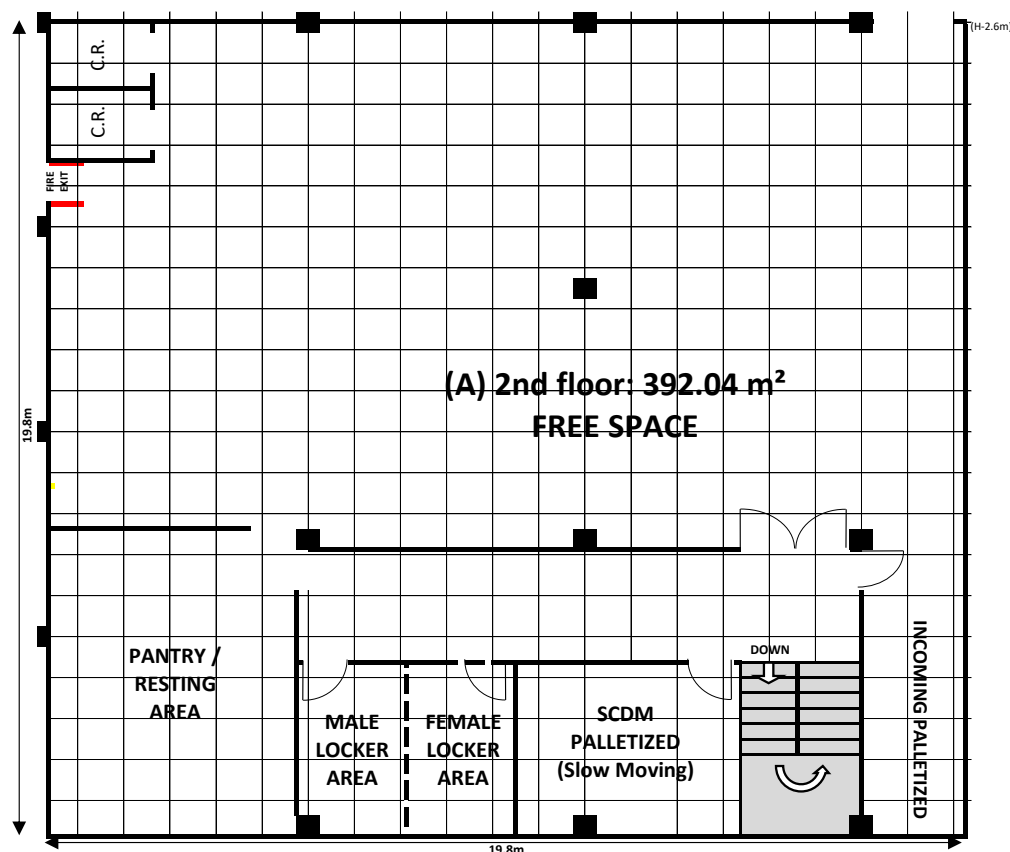 (H-2.6m)
C.R.
C.R.
FIRE
EXIT
(A) 2nd floor: 392.04 m²
FREE SPACE
19.8m
DOWN
PANTRY /
RESTING
AREA
MALE
LOCKER
AREA
FEMALE
LOCKER
AREA
SCDM
PALLETIZED
(Slow Moving)
INCOMING PALLETIZED
19.8m